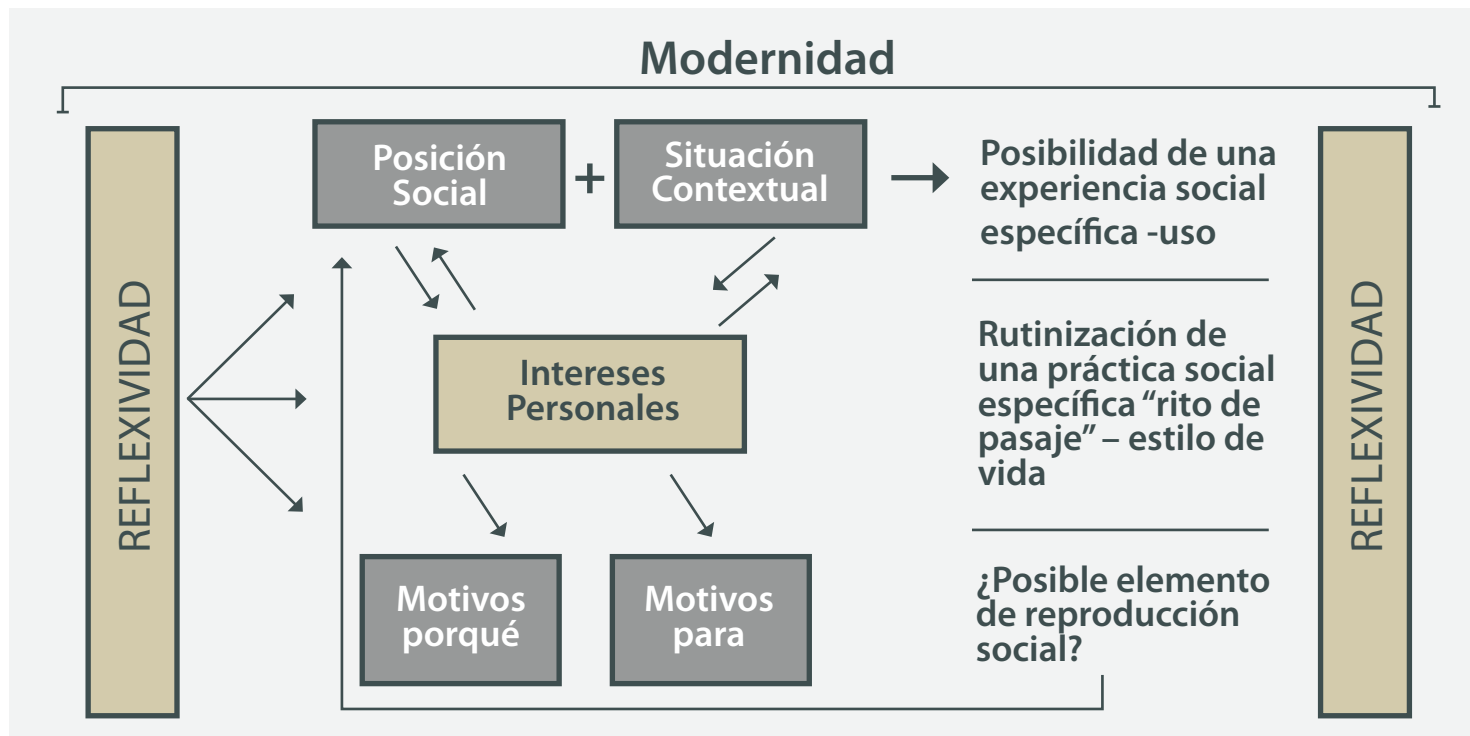 Modernidad
REFLEXIVIDAD
Posición
Social
+
Situación
Contextual
Posibilidad de una
experiencia social
específica -uso
Intereses
Personales
Rutinización de
una práctica social
específica “rito de
pasaje” – estilo de
vida
Motivos
porqué
Motivos
para
¿Posible elemento
de reproducción
social?
REFLEXIVIDAD